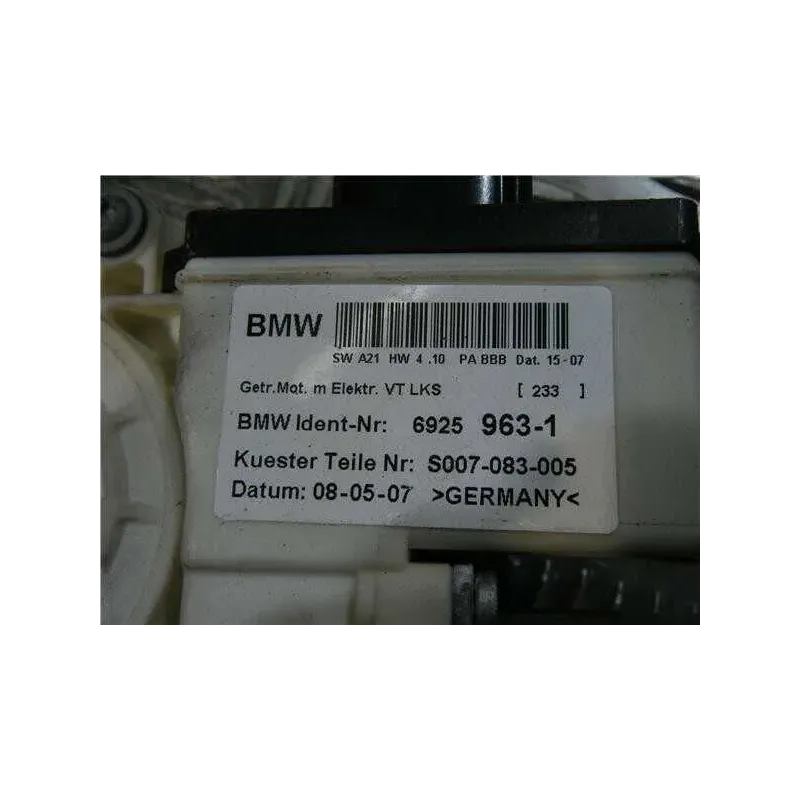 BMW
SW A21 HW 4 .10 PA BBB Dat. 15-07
Getr.Mot. m Elektr. VT LKS [ 233 ]
BMW Ident-Nr: 6925 963-1
Kuester Teile Nr: S007-083-005
Datum: 08-05-07 >GERMANY<